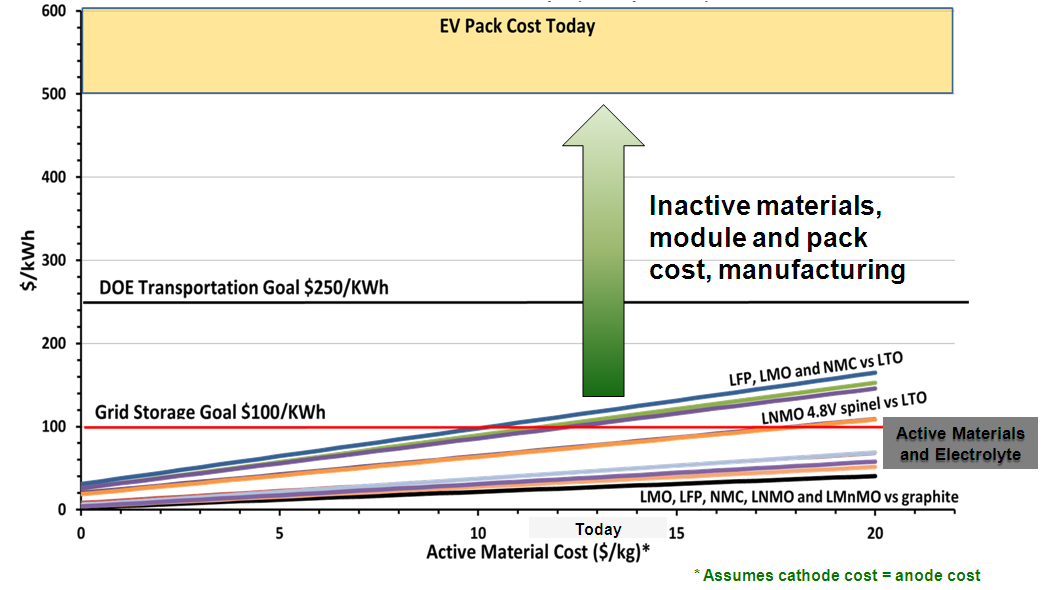 600
EV Pack Cost Today
500
400
Inactive materials,
module and pack
cost, manufacturing
$/kWh
300
DOE Transportation Goal $250/KWh
200
LFP, LMO and NMC vs LTO
LNMO 4.8V spinel vs LTO
Grid Storage Goal $100/KWh
100
Active Materials
and Electrolyte
LMO, LFP, NMC, LNMO and LMnMO vs graphite
0
0 5 10 Today 15 20
Active Material Cost ($/kg)*
* Assumes cathode cost = anode cost